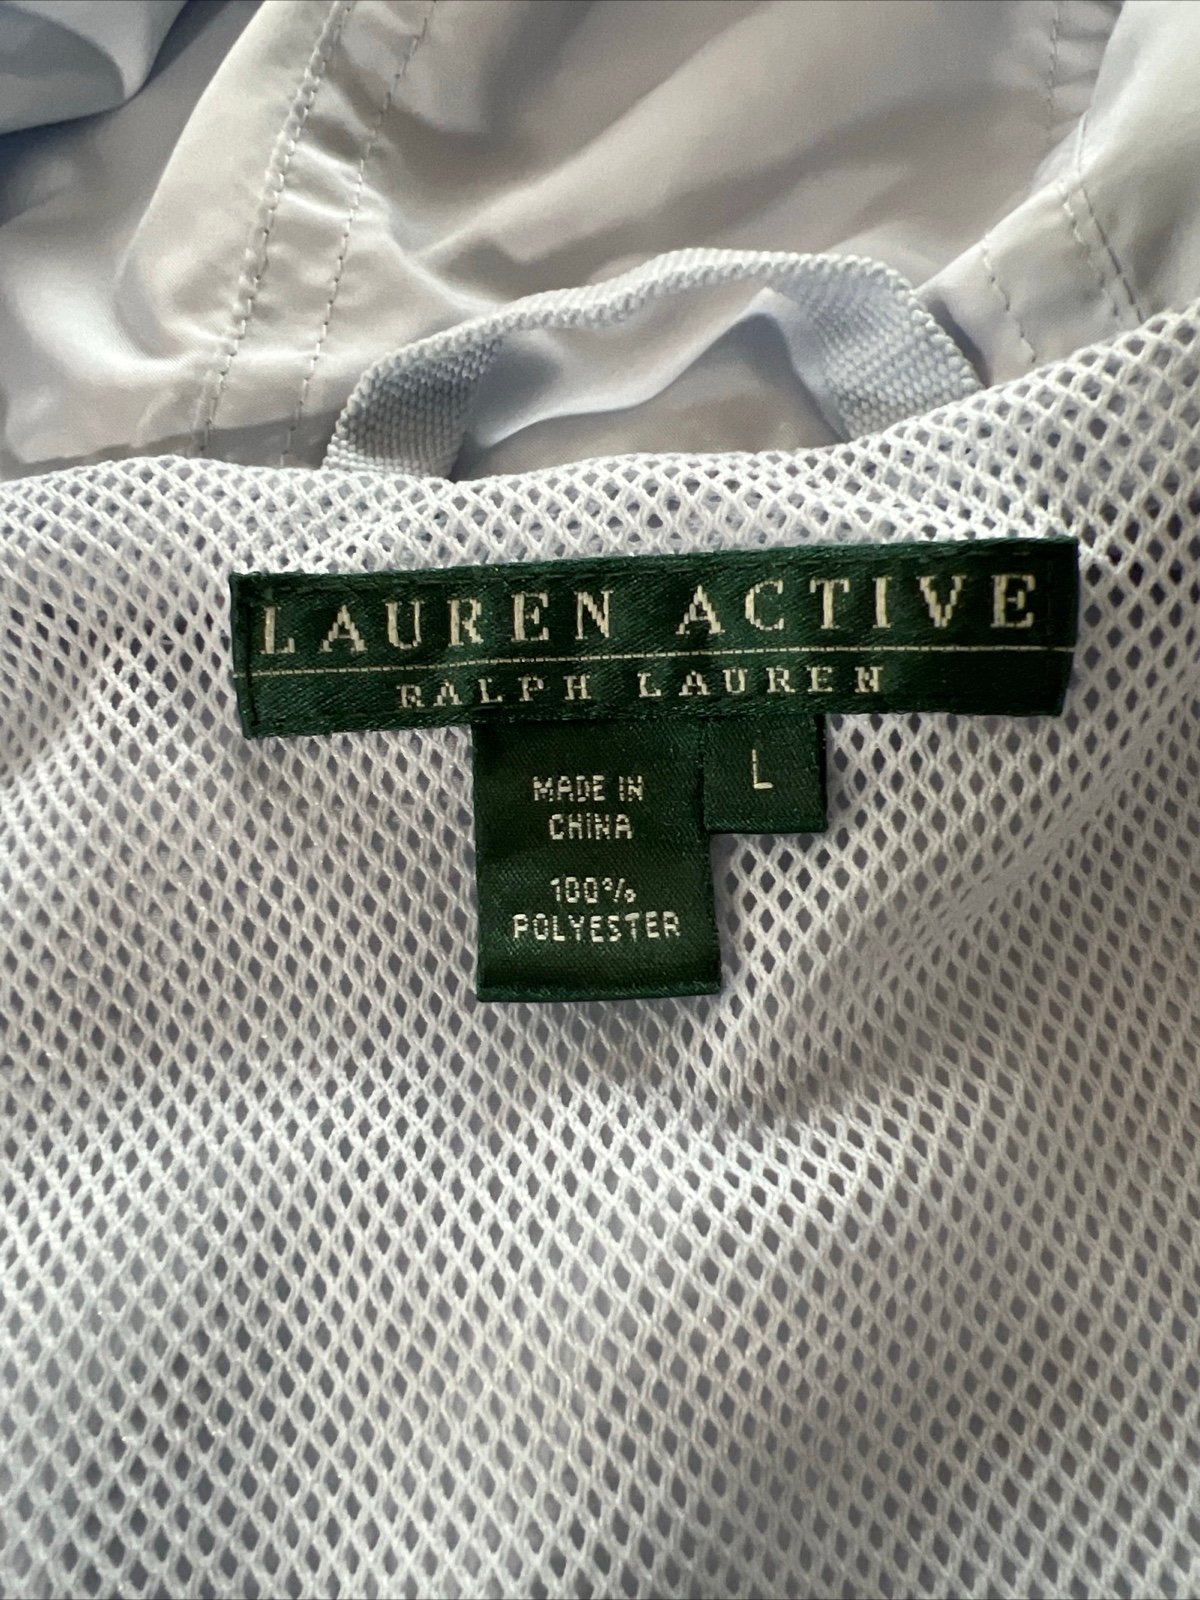 LAUREN ACTIVE
RALPH LAUREN
L
MADE IN
CHINA
100%
POLYESTER